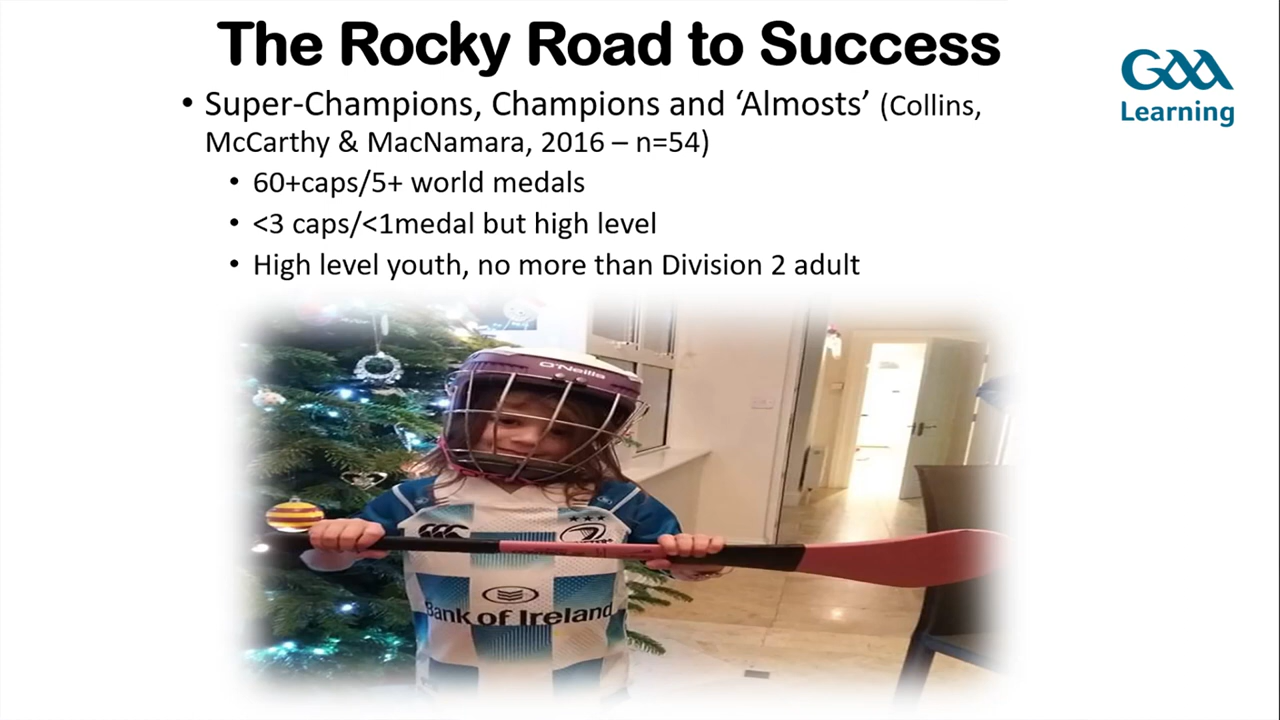 The Rocky Road to Success
GAA
Learning
• Super-Champions, Champions and ‘Almosts’ (Collins,
McCarthy & MacNamara, 2016 – n=54)
• 60+caps/5+ world medals
• <3 caps/<1medal but high level
• High level youth, no more than Division 2 adult
O'Neills
Bank of Ireland